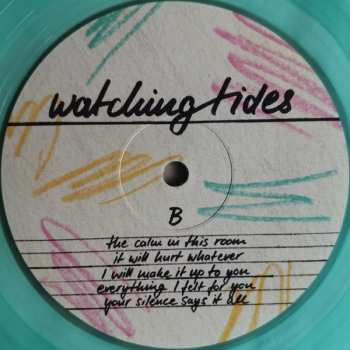 watching tides
B
the calm in this room
it will hurt whatever
I will make it up to you
everything I felt for you
your silence says it all